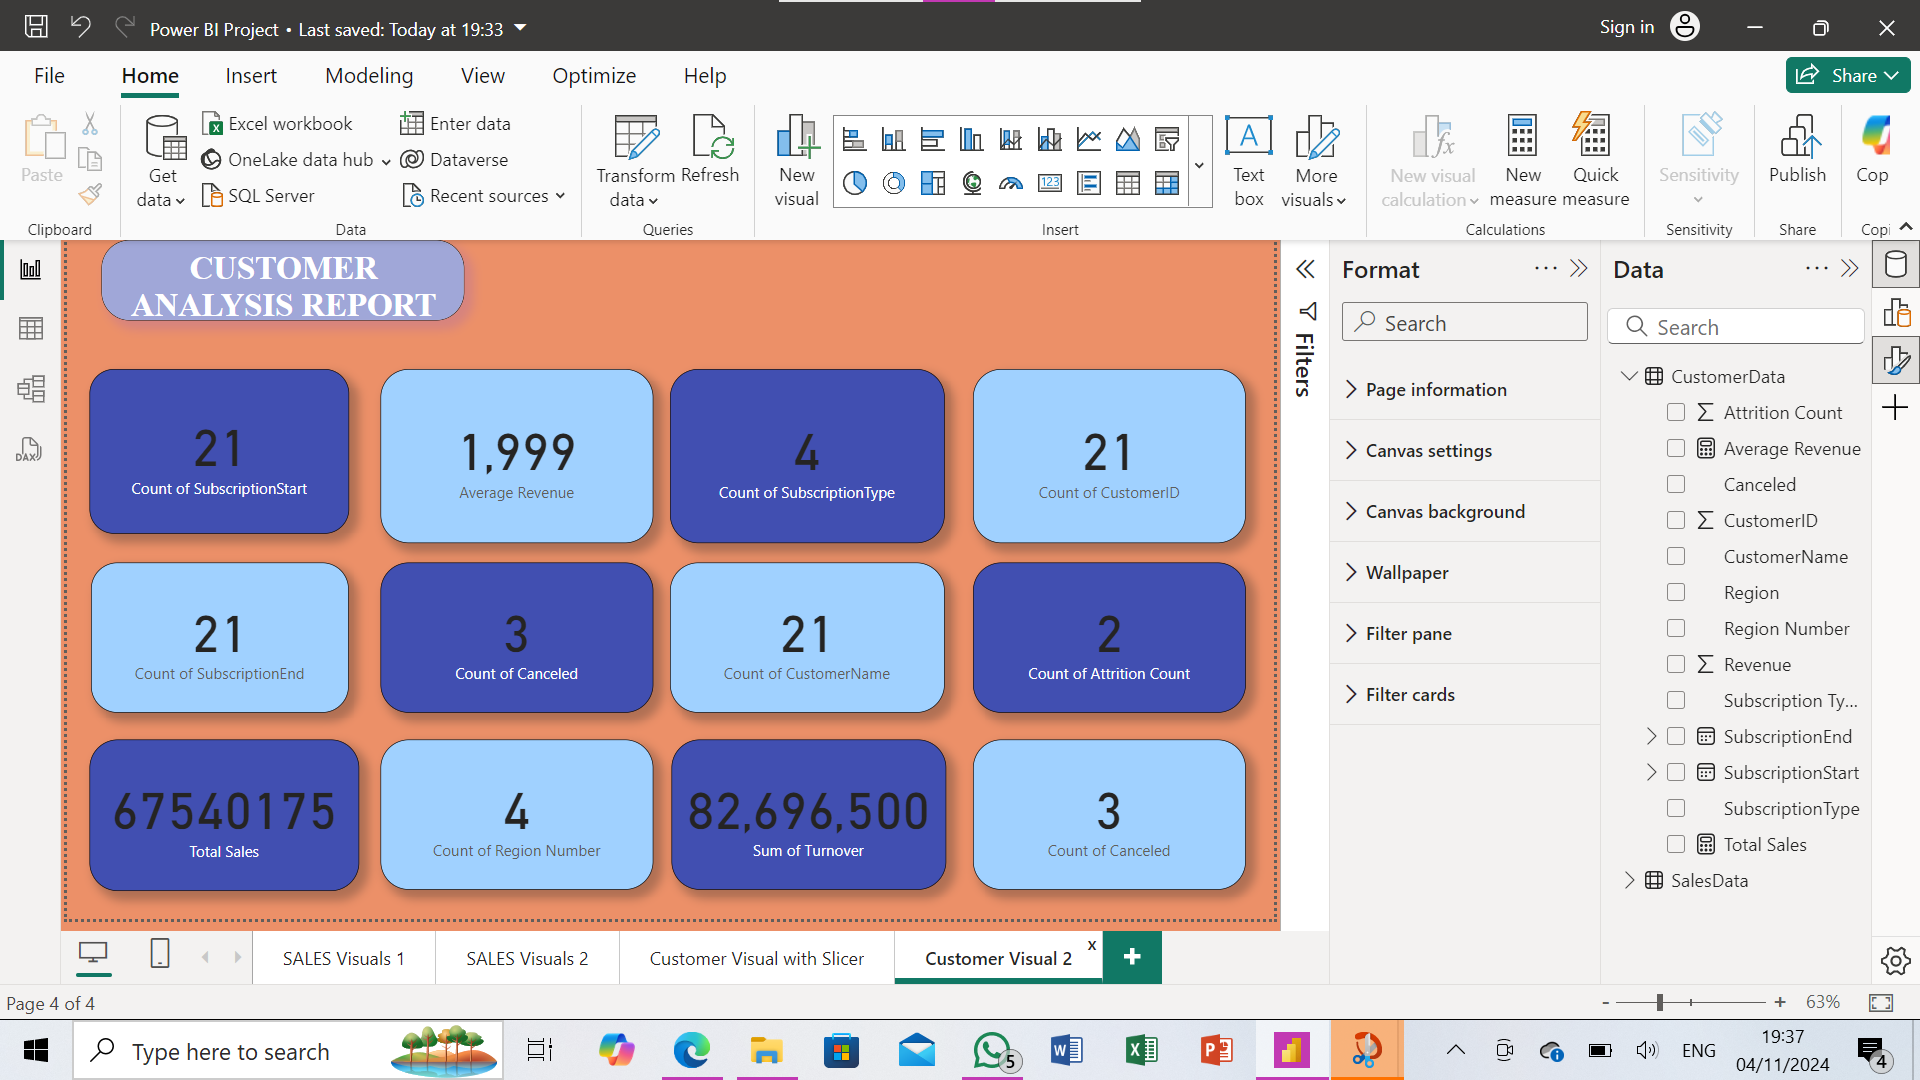 Power BI Project • Last saved: Today at 19:33
Sign in
File
Home
Insert
Modeling
View
Optimize
Help
Share
Paste
Clipboard
Get data
Excel workbook
OneLake data hub
SQL Server
Enter data
Dataverse
Recent sources
Data
Transform data
Refresh
Queries
New visual
123
A
Text box
More visuals
Insert
New visual calculation
New measure
Quick measure
Calculations
Sensitivity
Sensitivity
Publish
Share
Cop
Copi
DAX
CUSTOMER
ANALYSIS REPORT
21
Count of SubscriptionStart
1,999
Average Revenue
4
Count of SubscriptionType
21
Count of CustomerID
21
Count of SubscriptionEnd
3
Count of Canceled
21
Count of CustomerName
2
Count of Attrition Count
67540175
Total Sales
4
Count of Region Number
82,696,500
Sum of Turnover
3
Count of Canceled
Filters
Format
Search
Page information
Canvas settings
Canvas background
Wallpaper
Filter pane
Filter cards
Data
Search
CustomerData
Attrition Count
Average Revenue
Canceled
CustomerID
CustomerName
Region
Region Number
Revenue
Subscription Ty...
SubscriptionEnd
SubscriptionStart
SubscriptionType
Total Sales
SalesData
SALES Visuals 1
SALES Visuals 2
Customer Visual with Slicer
Customer Visual 2
x
Page 4 of 4
63%
Type here to search
5
ENG
19:37
04/11/2024
4